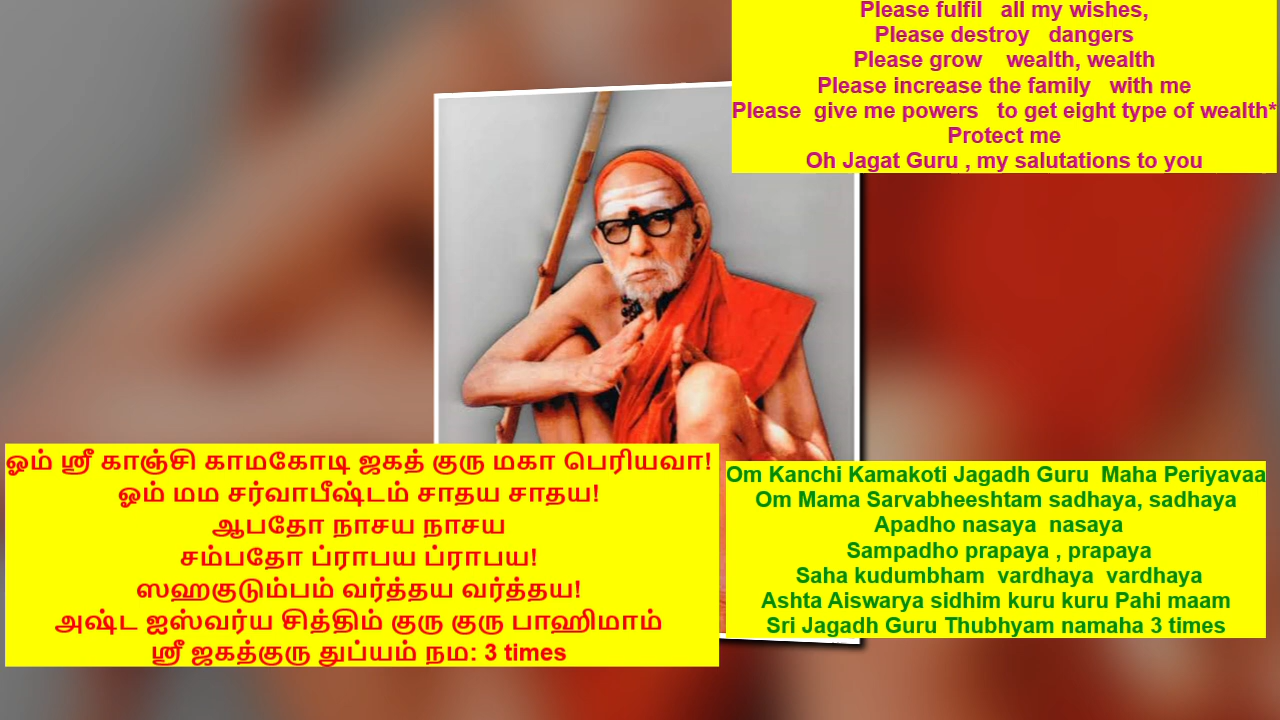 Please fulfil all my wishes,
Please destroy dangers
Please grow wealth, wealth
Please increase the family with me
Please give me powers to get eight type of wealth*
Protect me
Oh Jagat Guru , my salutations to you
ஓம் ஸ்ரீ காஞ்சி காமகோடி ஜகத் குரு மகா பெரியவா!
ஓம் மம சர்வாபீஷ்டம் சாதய சாதய!
ஆபதோ நாசய நாசய
சம்பதோ ப்ராபய ப்ராபய!
ஸஹகுடும்பம் வர்த்தய வர்த்தய!
அஷ்ட ஐஸ்வர்ய சித்திம் குரு குரு பாஹிமாம்
ஸ்ரீ ஜகத்குரு துப்யம் நம: 3 times
Om Kanchi Kamakoti Jagadh Guru Maha Periyavaa
Om Mama Sarvabheeshtam sadhaya, sadhaya
Apadho nasaya nasaya
Sampadho prapaya , prapaya
Saha kudumbham vardhaya vardhaya
Ashta Aiswarya sidhim kuru kuru Pahi maam
Sri Jagadh Guru Thubhyam namaha 3 times